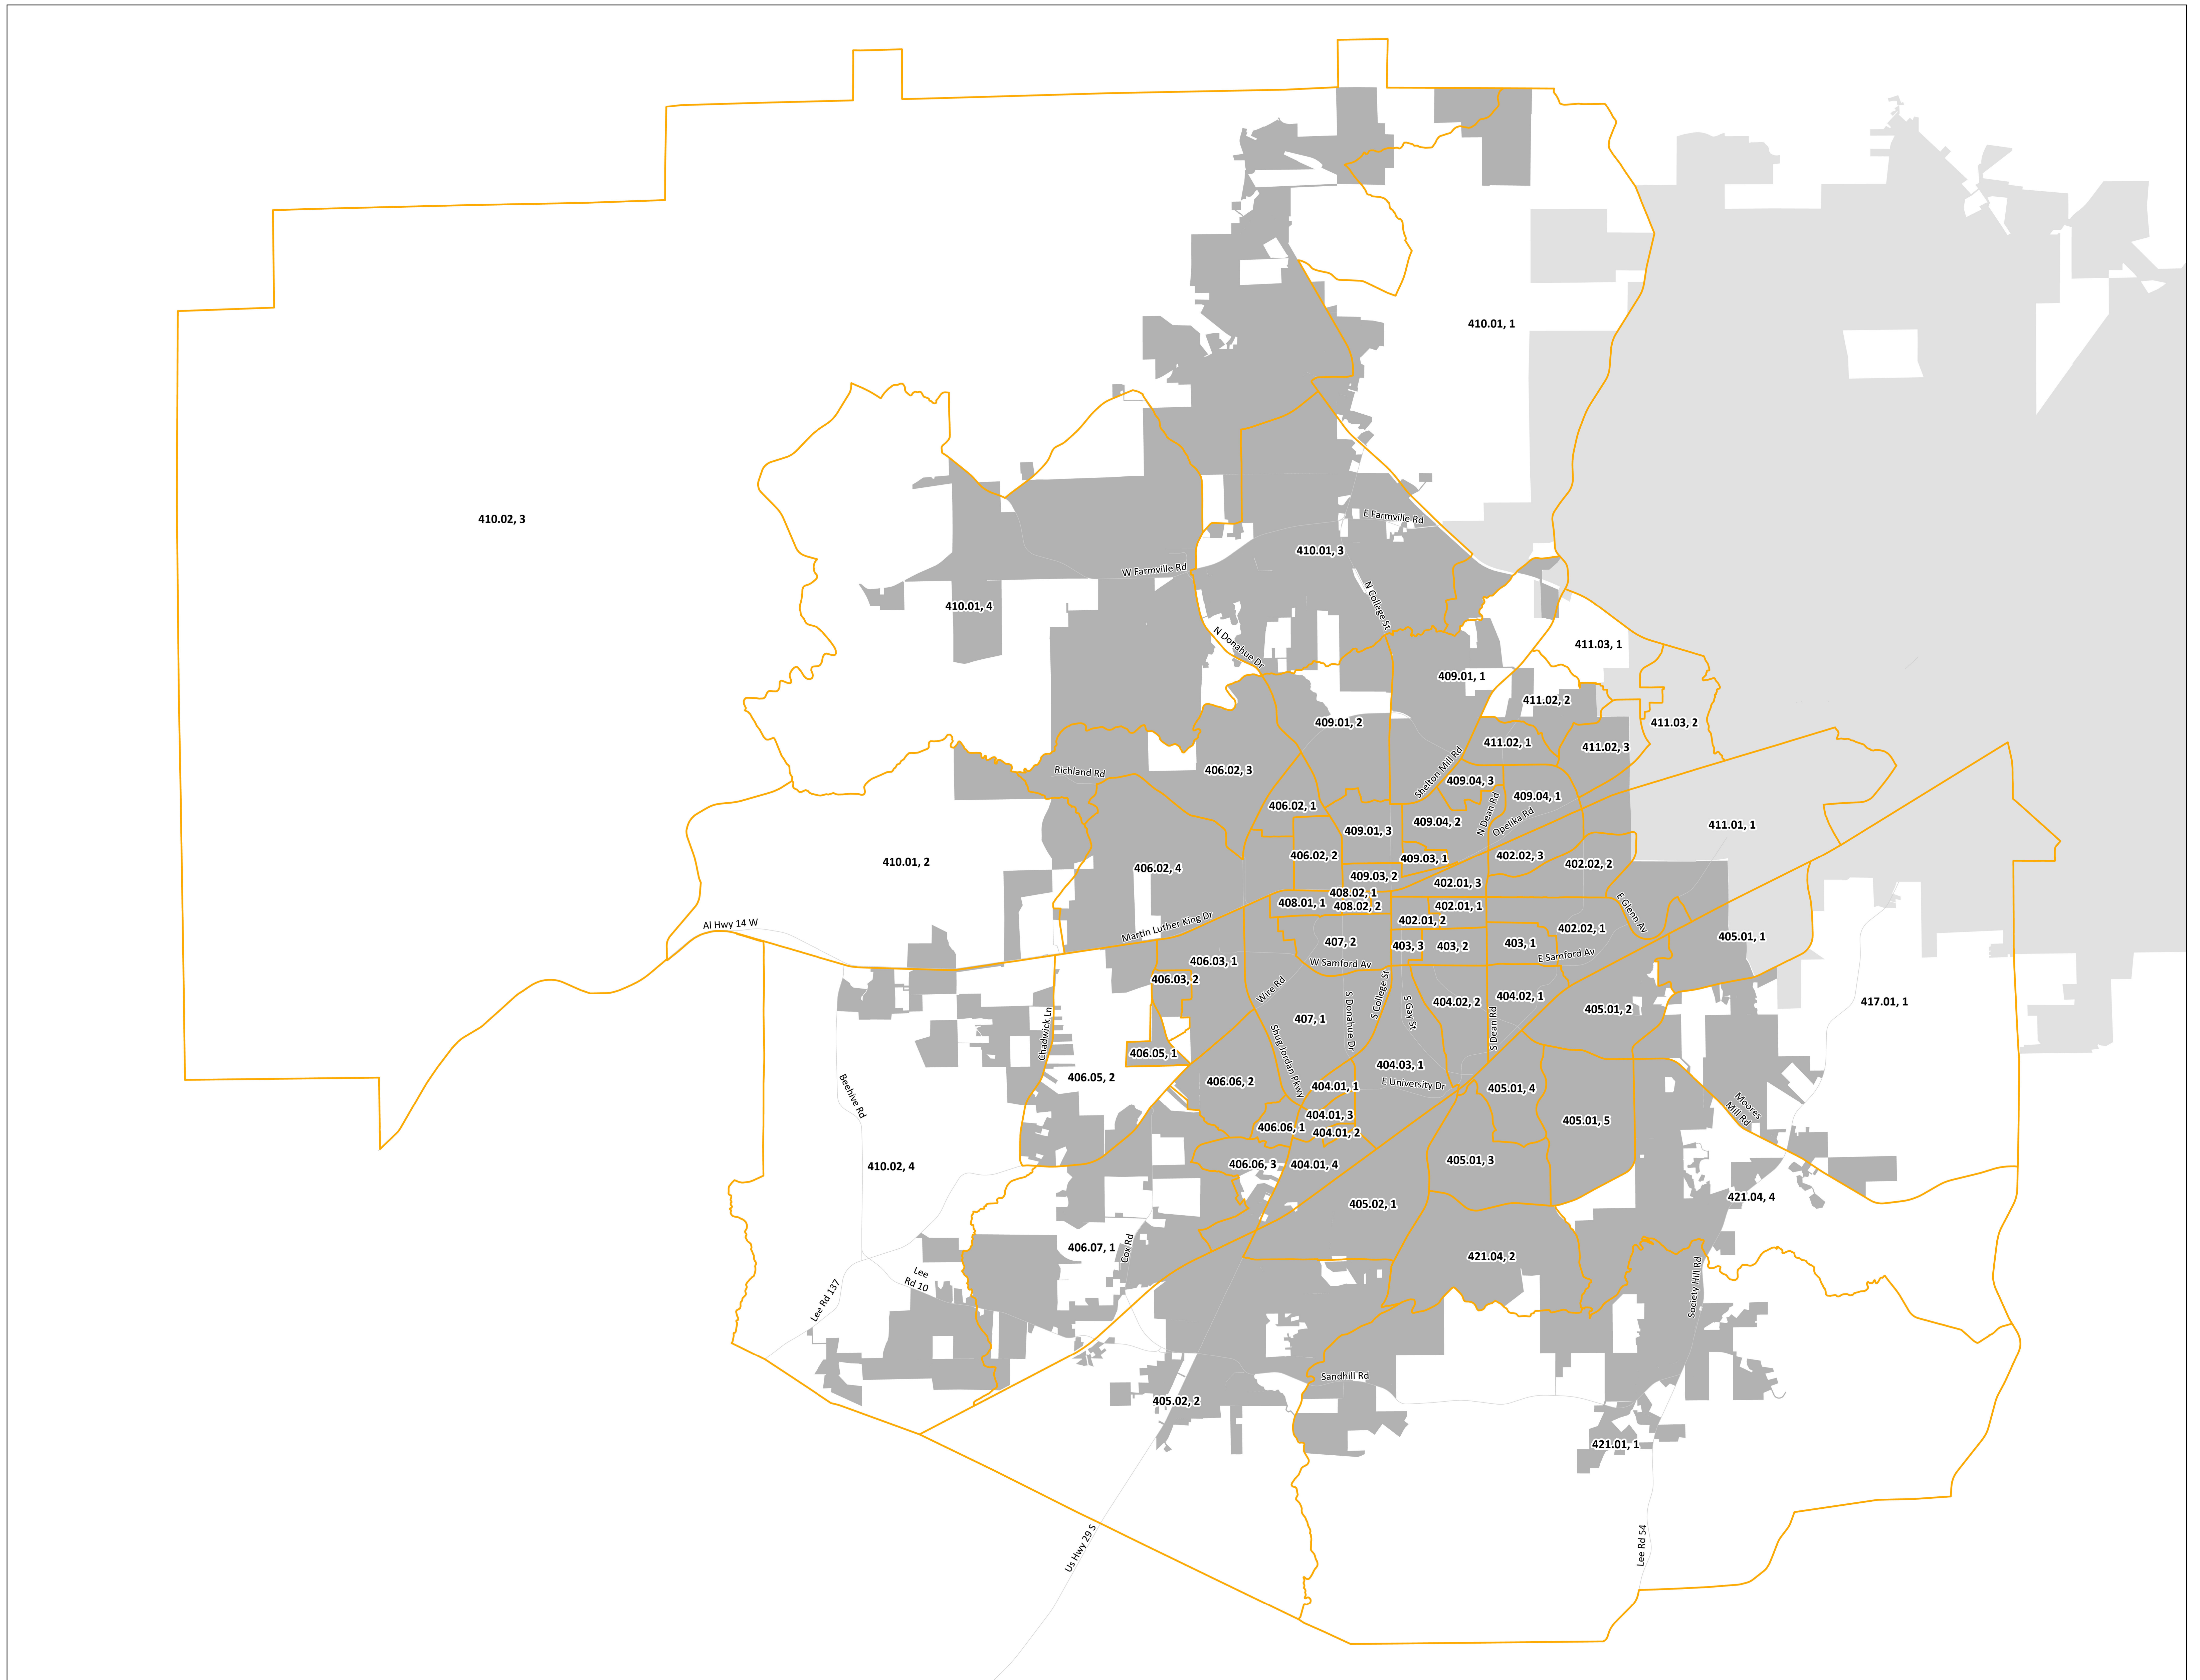 410.01, 1
410.02, 3
E Farmville Rd
410.01, 3
W Farmville Rd
410.01, 4
N College St
N Donahue Dr
411.03, 1
409.01, 1
411.02, 2
409.01, 2
411.03, 2
411.02, 1
411.02, 3
Shelton Mill Rd
Richland Rd
406.02, 3
409.04, 3
409.04, 1
406.02, 1
N Dean Rd
Opelika Rd
409.04, 2
411.01, 1
409.01, 3
406.02, 2
409.03, 1
402.02, 3
402.02, 2
410.01, 2
406.02, 4
409.03, 2
402.01, 3
408.02, 1
408.01, 1
408.02, 2
402.01, 1
E Glenn Av
402.01, 2
Al Hwy 14 W
Martin Luther King Dr
402.02, 1
405.01, 1
407, 2
403, 3
403, 2
403, 1
E Samford Av
406.03, 1
W Samford Av
406.03, 2
Wire Rd
S College St
404.02, 2
404.02, 1
417.01, 1
405.01, 2
S Donahue Dr
S Gay St
407, 1
S Dean Rd
Chadwick Ln
406.05, 1
Shug Jordan Pkwy
404.03, 1
406.05, 2
406.06, 2
404.01, 1
E University Dr
405.01, 4
Beehive Rd
Moores
Mill Rd
404.01, 3
405.01, 5
406.06, 1
404.01, 2
410.02, 4
406.06, 3
404.01, 4
405.01, 3
421.04, 4
405.02, 1
406.07, 1
Cox Rd
421.04, 2
Lee
Rd 10
Society Hill Rd
Lee Rd 137
Sandhill Rd
405.02, 2
421.01, 1
Us Hwy 29 S
Lee Rd 54